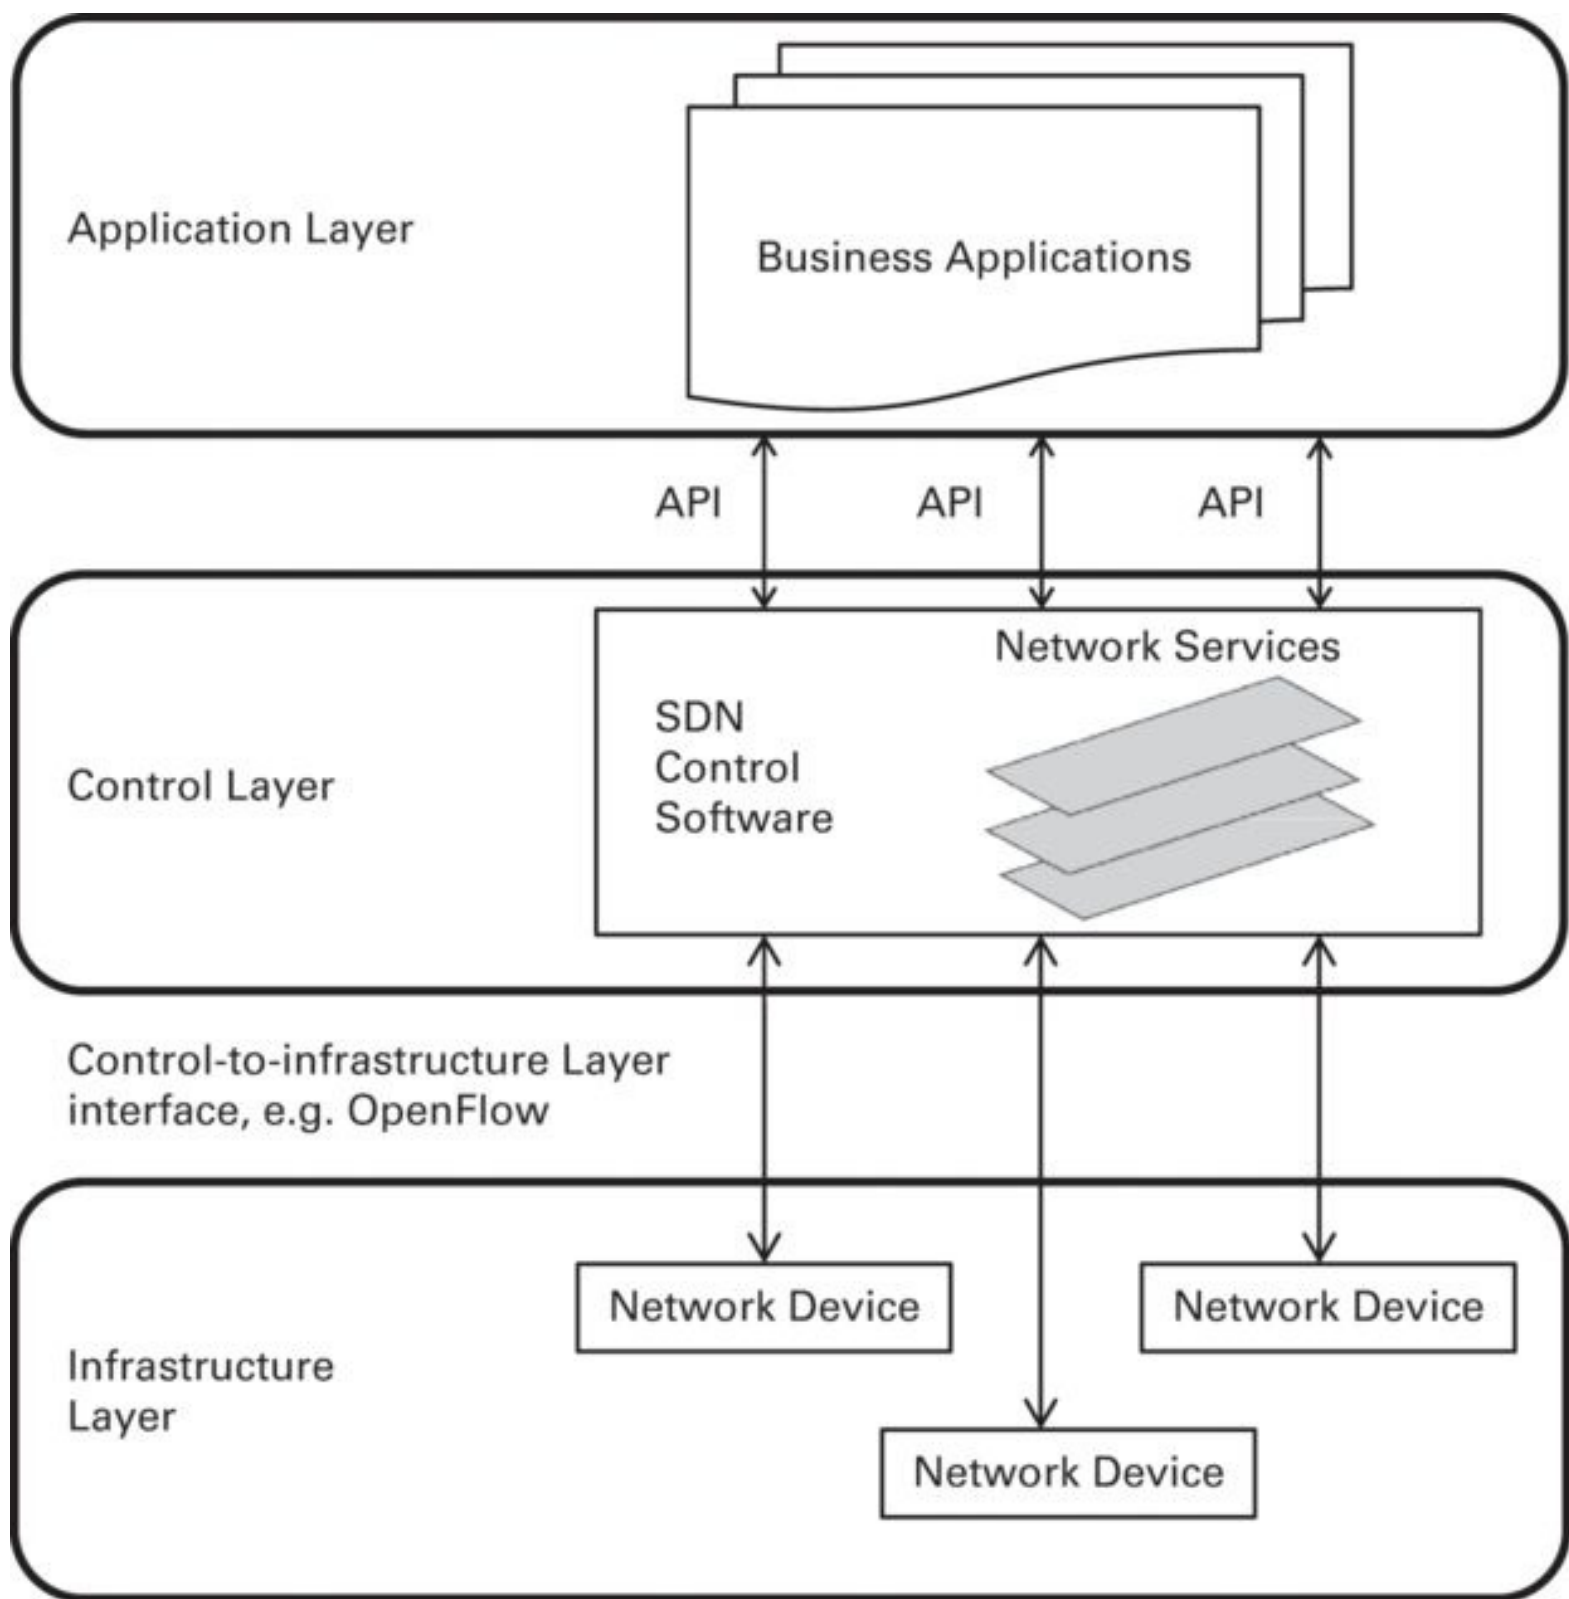 Application Layer
Business Applications
API
API
API
Network Services
SDN
Control
Software
Control Layer
Control-to-infrastructure Layer
interface, e.g. OpenFlow
Network Device
Network Device
Infrastructure
Layer
Network Device